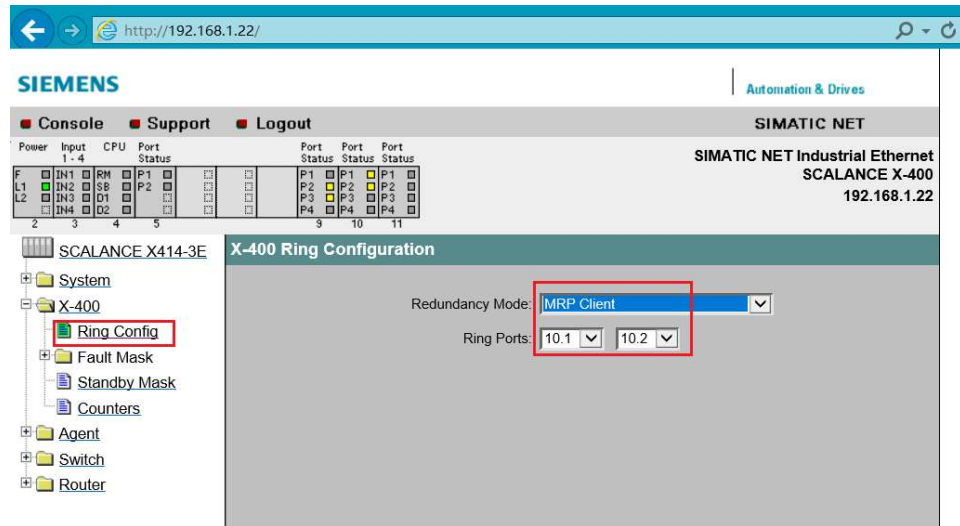 http://192.168.1.22/
SIEMENS
Automation & Drives
Console Support Logout SIMATIC NET
Power Input 1 - 4 CPU Port Status Port Status Port Status Port Status
F IN1 RM P1 P1 P1 P1
L1 IN2 SB P2 P2 P2 P2
L2 IN3 D1 P3 P3 P3
IN4 D2 P4 P4 P4
2 3 4 5 9 10 11
SIMATIC NET Industrial Ethernet
SCALANCE X-400
192.168.1.22
SCALANCE X414-3E
System
X-400
Ring Config
Fault Mask
Standby Mask
Counters
Agent
Switch
Router
X-400 Ring Configuration
Redundancy Mode: MRP Client
Ring Ports: 10.1 10.2